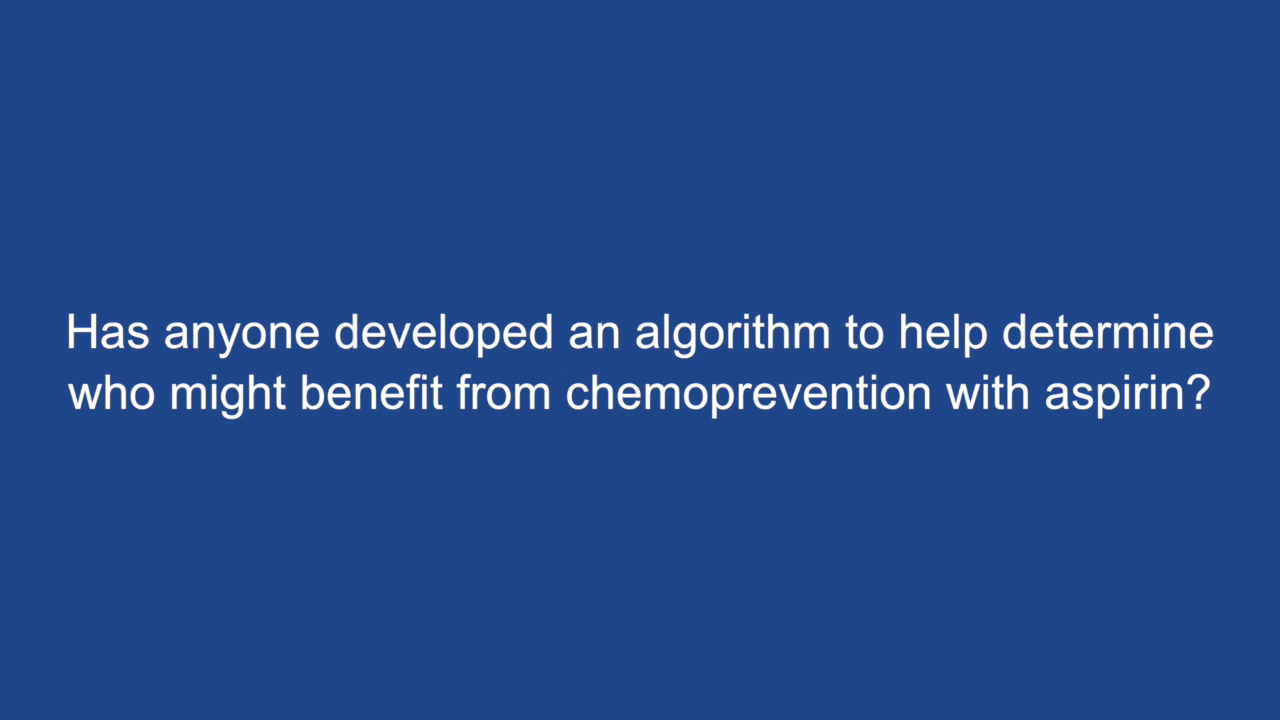 Has anyone developed an algorithm to help determine
who might benefit from chemoprevention with aspirin?